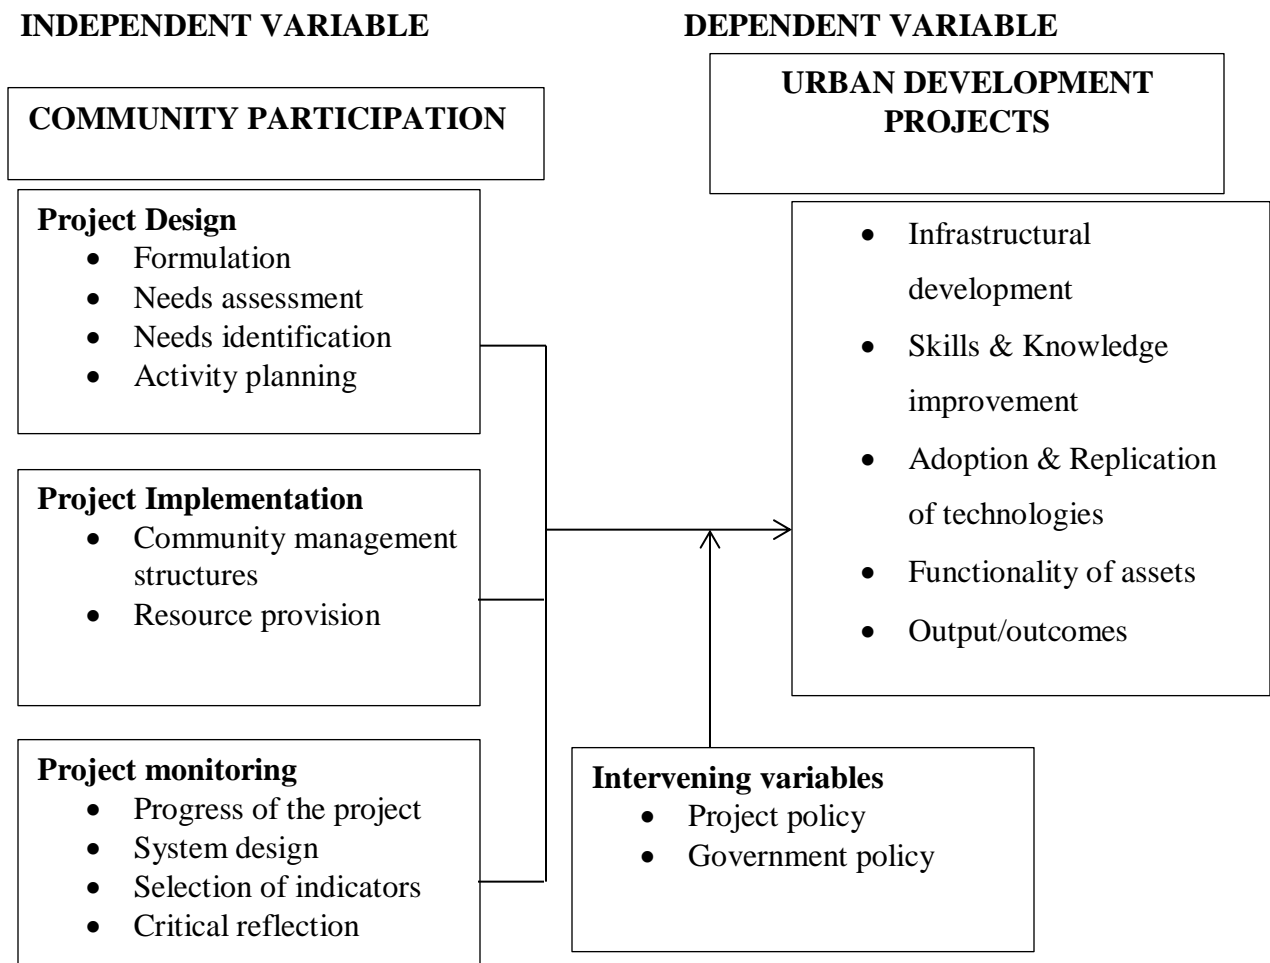 INDEPENDENT VARIABLE
DEPENDENT VARIABLE
COMMUNITY PARTICIPATION
URBAN DEVELOPMENT
PROJECTS
Project Design
• Formulation
• Needs assessment
• Needs identification
• Activity planning
Project Implementation
• Community management
structures
• Resource provision
Project monitoring
• Progress of the project
• System design
• Selection of indicators
• Critical reflection
• Infrastructural
development
• Skills & Knowledge
improvement
• Adoption & Replication
of technologies
• Functionality of assets
• Output/outcomes
Intervening variables
• Project policy
• Government policy